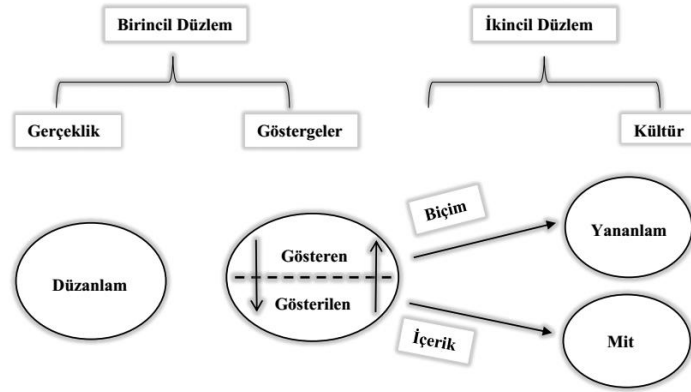 Birincil Düzlem
İkincil Düzlem
Gerçeklik
Göstergeler
Kültür
Biçim
Yananlam
Gösteren
Düzanlam
Gösterilen
İçerik
Mit